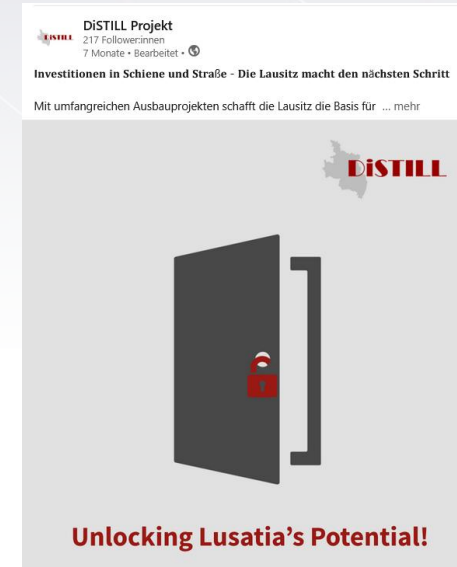 DiSTILL
DiSTILL Projekt
217 Follower:innen
7 Monate • Bearbeitet •
Investitionen in Schiene und Straße - Die Lausitz macht den nächsten Schritt
Mit umfangreichen Ausbauprojekten schafft die Lausitz die Basis für ... mehr
DiSTILL
Unlocking Lusatia's Potential!